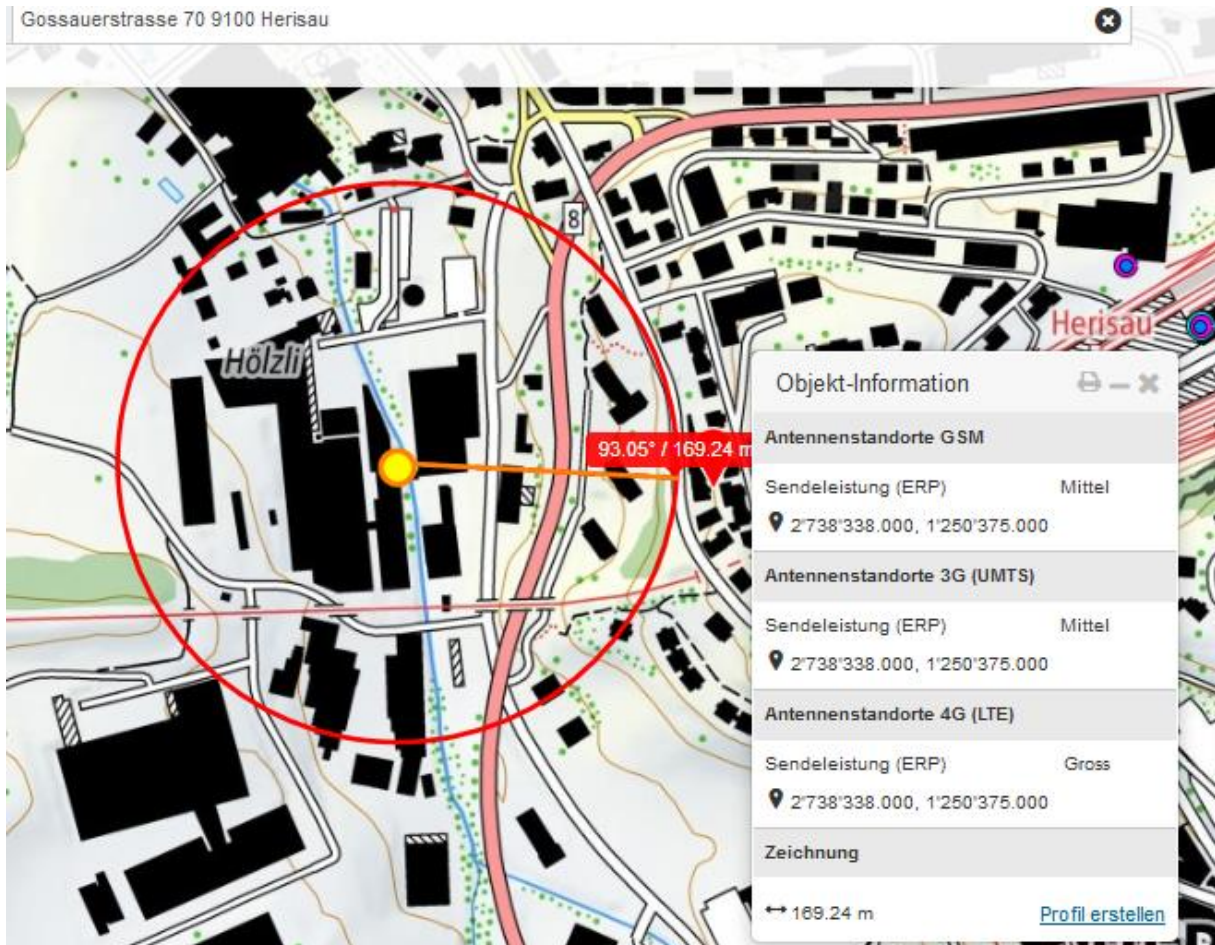 Gossauerstrasse 70 9100 Herisau
8
Hölzli
Herisau
93.05° / 169.24 m
Objekt-Information
Antennenstandorte GSM
Sendeleistung (ERP) Mittel
2'738'338.000, 1'250'375.000
Antennenstandorte 3G (UMTS)
Sendeleistung (ERP) Mittel
2'738'338.000, 1'250'375.000
Antennenstandorte 4G (LTE)
Sendeleistung (ERP) Gross
2'738'338.000, 1'250'375.000
Zeichnung
169.24 m Profil erstellen